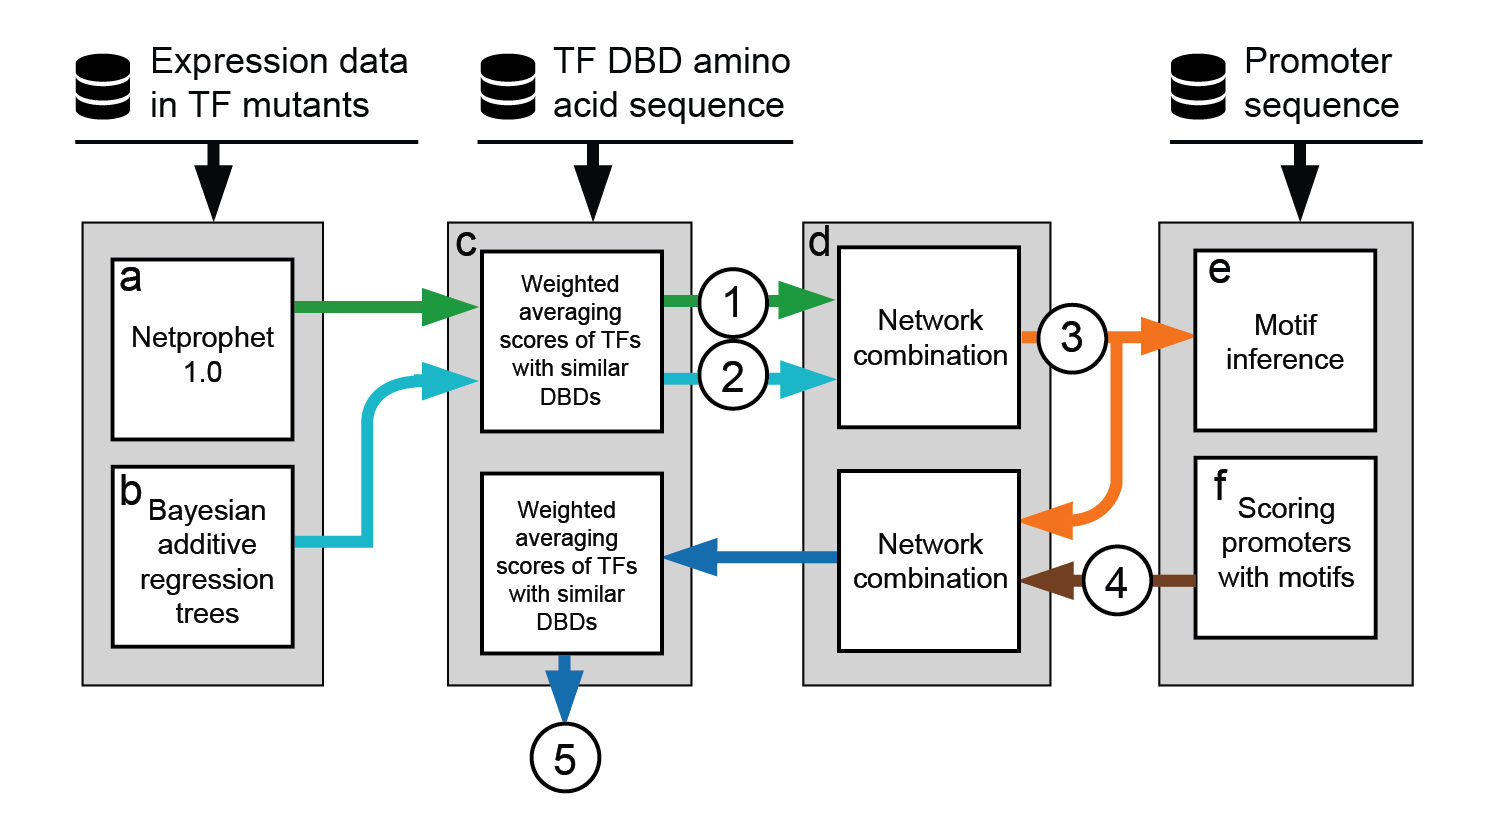 Expression data
in TF mutants
TF DBD amino
acid sequence
Promoter
sequence
a
Netprophet
1.0
b
Bayesian
additive
regression
trees
c
Weighted
averaging
scores of TFs
with similar
DBDs
Weighted
averaging
scores of TFs
with similar
DBDs
1
2
d
Network
combination
Network
combination
3
4
e
Motif
inference
f
Scoring
promoters
with motifs
5